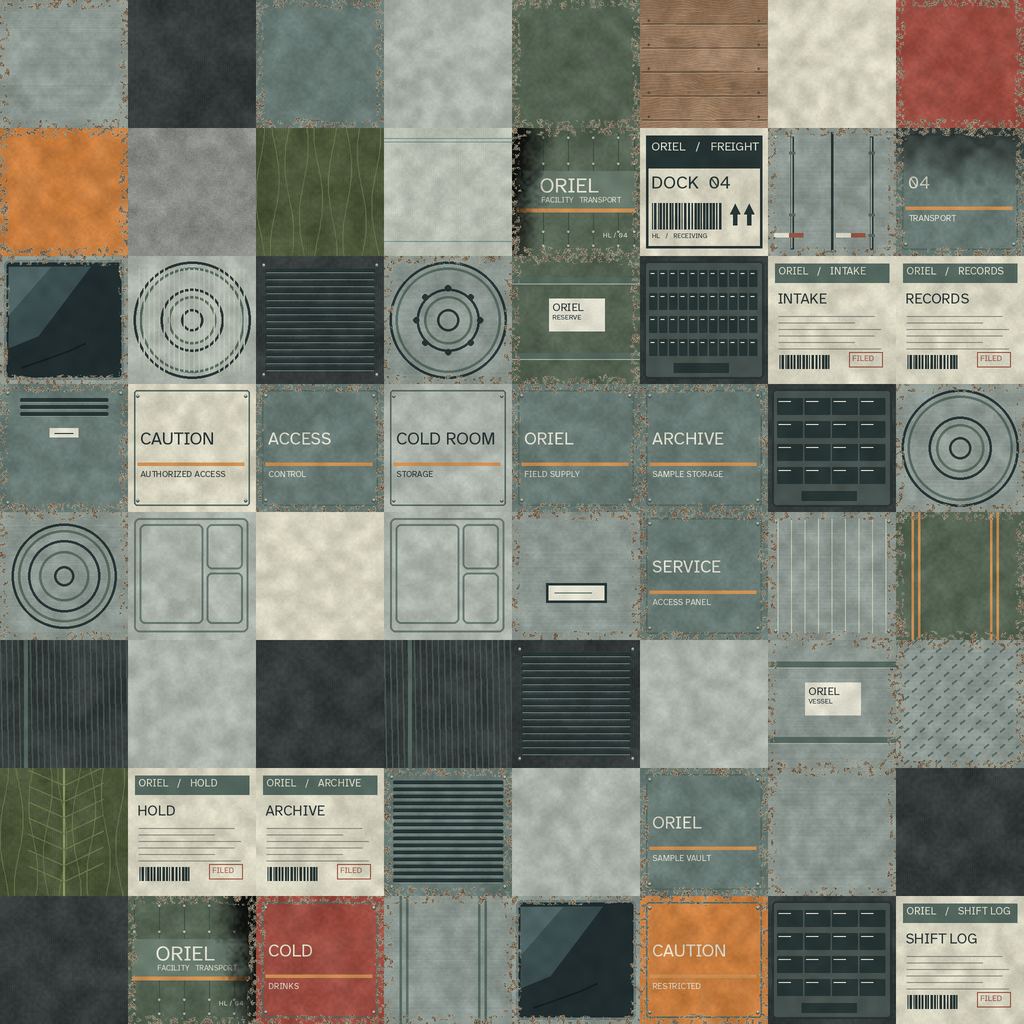 ORIEL
FACILITY TRANSPORT
HL / 04
ORIEL / FREIGHT
DOCK 04
HL / RECEIVING
04
TRANSPORT
ORIEL
RESERVE
ORIEL / INTAKE
INTAKE
FILED
ORIEL / RECORDS
RECORDS
FILED
CAUTION
AUTHORIZED ACCESS
ACCESS
CONTROL
COLD ROOM
STORAGE
ORIEL
FIELD SUPPLY
ARCHIVE
SAMPLE STORAGE
SERVICE
ACCESS PANEL
ORIEL
VESSEL
ORIEL / HOLD
HOLD
FILED
ORIEL / ARCHIVE
ARCHIVE
FILED
ORIEL
SAMPLE VAULT
ORIEL
FACILITY TRANSPORT
HL / 04
COLD
DRINKS
CAUTION
RESTRICTED
ORIEL / SHIFT LOG
SHIFT LOG
FILED